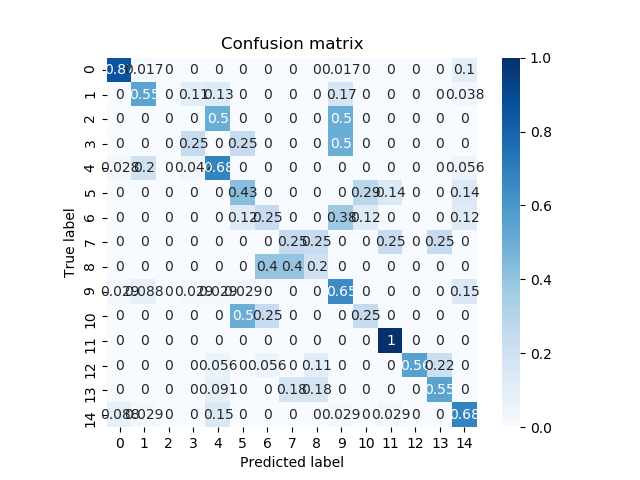 Confusion matrix
0 0.87 0.017 0 0 0 0 0 0 0 0.017 0 0 0 0 0.1
1 0 0.55 0 0.11 0.13 0 0 0 0 0.17 0 0 0 0 0.038
2 0 0 0 0 0.5 0 0 0 0 0.5 0 0 0 0 0
3 0 0 0 0.25 0 0.25 0 0 0 0.5 0 0 0 0 0
4 0.028 0.2 0 0.68 0 0 0 0 0 0 0 0 0 0.056
5 0 0 0 0 0 0.43 0 0 0 0 0.29 0.14 0 0 0.14
6 0 0 0 0 0 0.12 0.25 0 0 0.38 0.12 0 0 0 0.12
7 0 0 0 0 0 0 0 0.25 0.25 0 0 0.25 0 0.25 0
8 0 0 0 0 0 0 0.4 0.4 0.2 0 0 0 0 0 0
9 0.029 0.088 0 0.029 0.029 0.029 0 0 0 0.65 0 0 0 0 0.15
10 0 0 0 0 0 0.5 0.25 0 0 0 0.25 0 0 0 0
11 0 0 0 0 0 0 0 0 0 0 0 1 0 0 0
12 0 0 0 0 0.056 0 0.056 0 0.11 0 0 0 0.22 0
13 0 0 0 0 0.091 0 0 0.18 0.18 0 0 0 0 0.55 0
14 0.088 0.029 0 0 0.15 0 0 0 0 0.029 0 0.029 0 0 0.68
0 1 2 3 4 5 6 7 8 9 10 11 12 13 14
Predicted label
True label
1.0
0.8
0.6
0.4
0.2
0.0